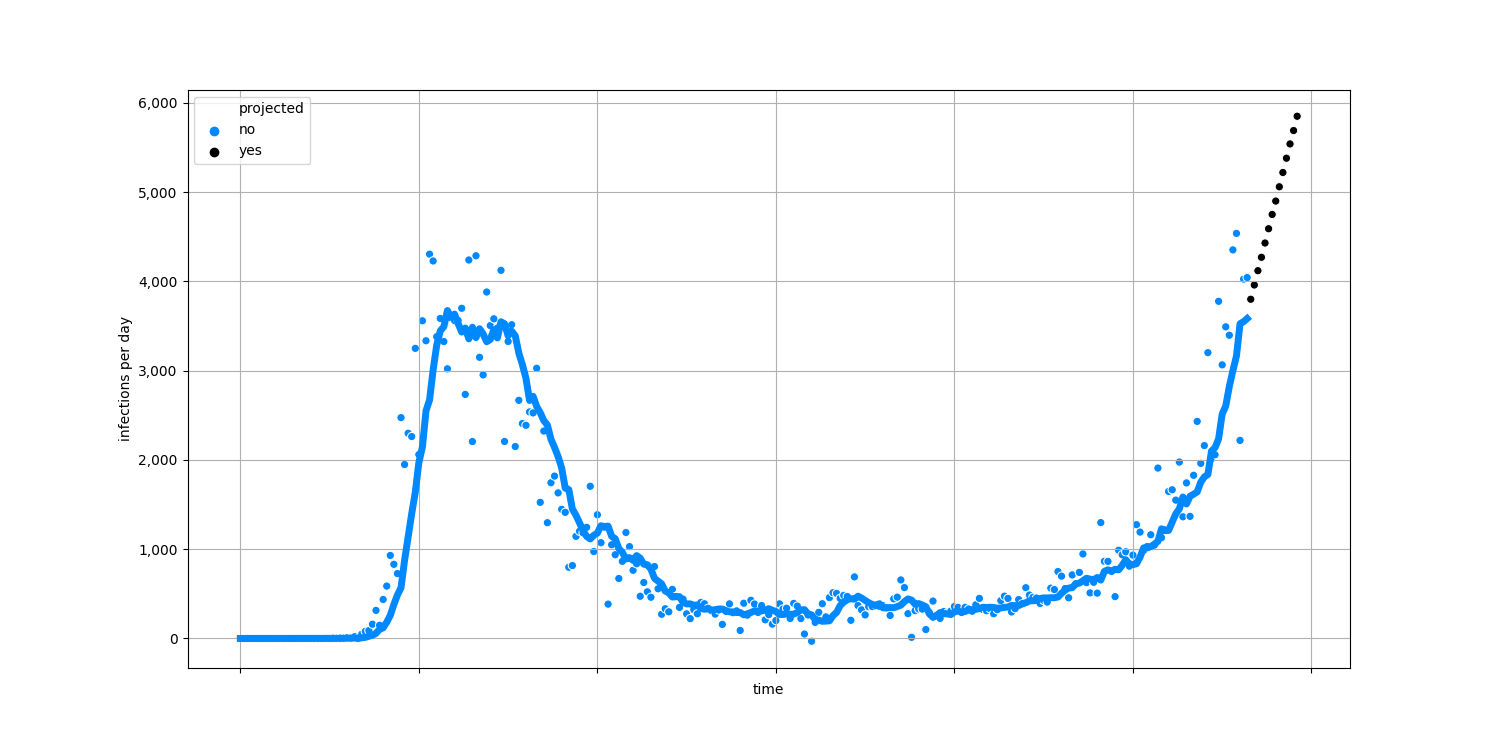 6,000
5,000
4,000
3,000
2,000
1,000
0
infections per day
time
projected
no
yes